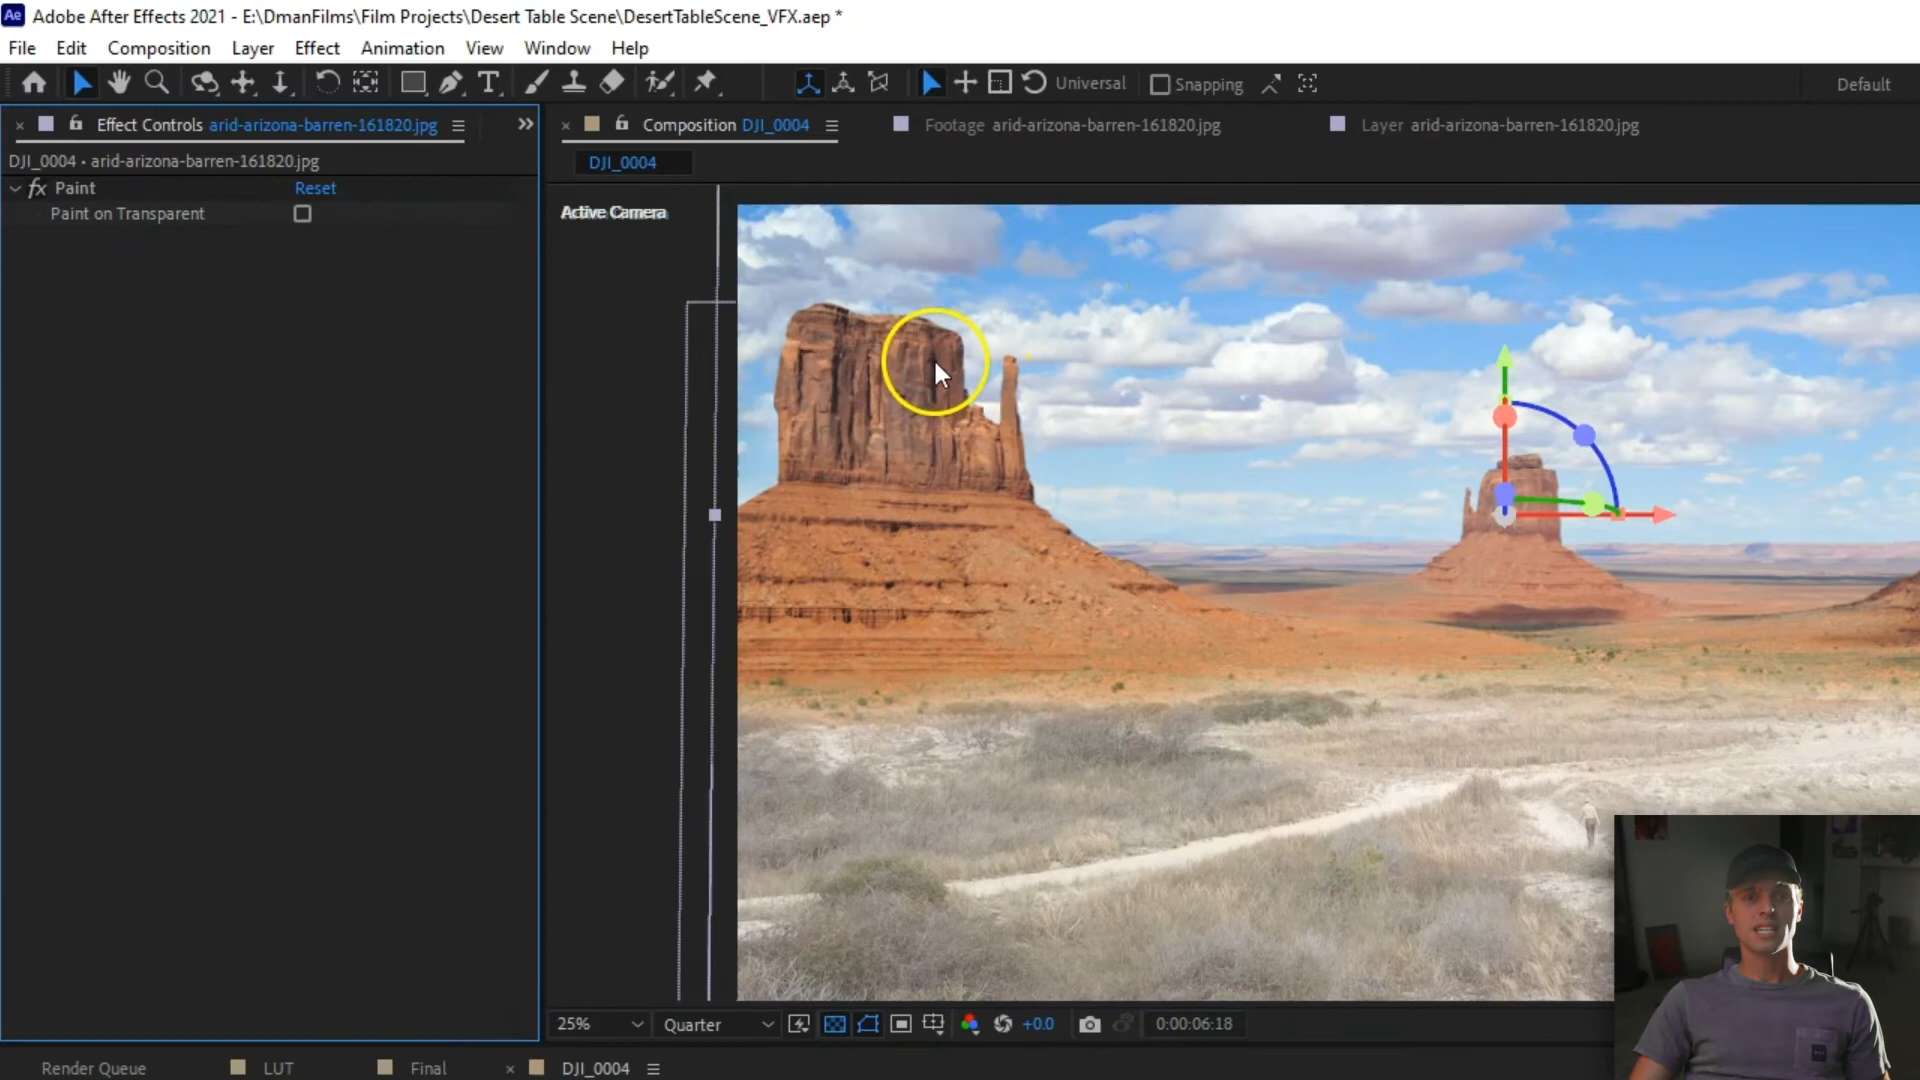 Ae Adobe After Effects 2021 - E:\DmanFilms\Film Projects\Desert Table Scene\DesertTableScene_VFX.aep *
File Edit Composition Layer Effect Animation View Window Help
T Universal Snapping Default
× Effect Controls arid-arizona-barren-161820.jpg
× Composition DJI_0004 Footage arid-arizona-barren-161820.jpg Layer arid-arizona-barren-161820.jpg
DJI_0004 • arid-arizona-barren-161820.jpg
DJI_0004
fx Paint Reset
Paint on Transparent
Active Camera
25% Quarter +0.0 0:00:06:18
Render Queue LUT Final × DJI_0004